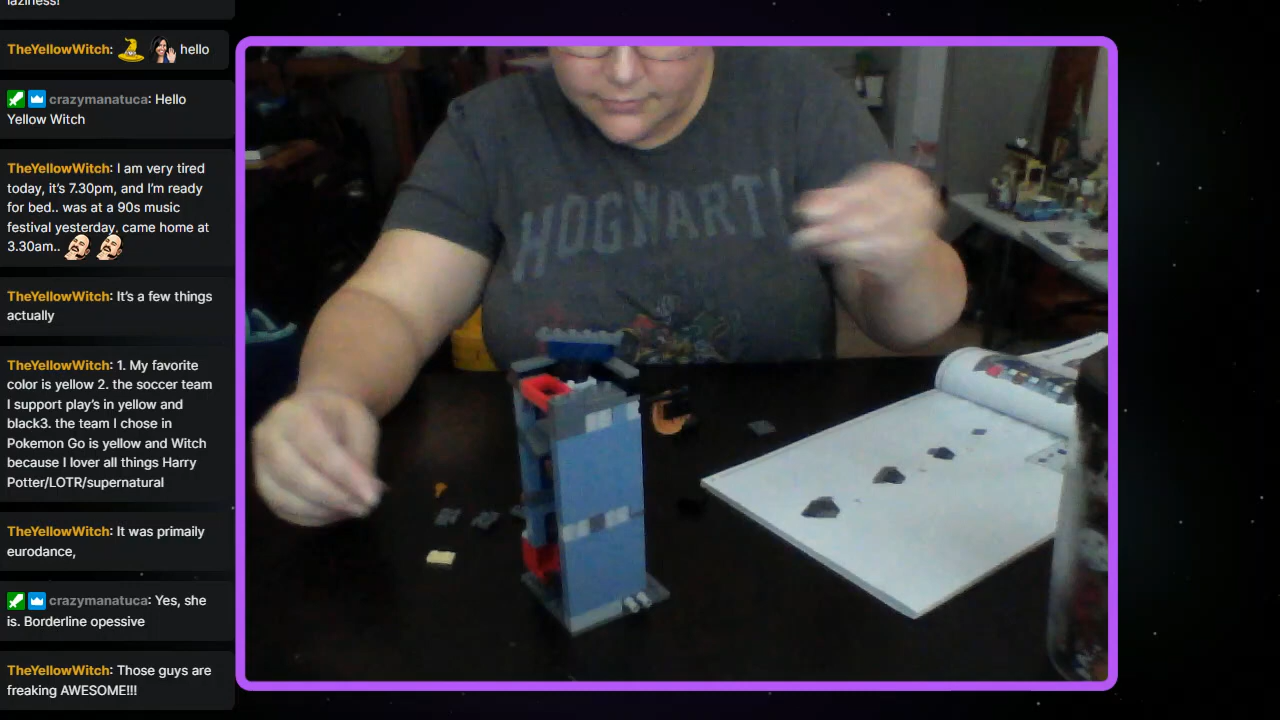 laziness!
TheYellowWitch: hello
crazymanatuca: Hello
Yellow Witch
TheYellowWitch: I am very tired
today, it's 7.30pm, and I'm ready
for bed.. was at a 90s music
festival yesterday, came home at
3.30am..
TheYellowWitch: It's a few things
actually
TheYellowWitch: 1. My favorite
color is yellow 2. the soccer team
I support play's in yellow and
black3. the team I chose in
Pokemon Go is yellow and Witch
because I lover all things Harry
Potter/LOTR/supernatural
TheYellowWitch: It was primaily
eurodance,
crazymanatuca: Yes, she
is. Borderline opessive
TheYellowWitch: Those guys are
freaking AWESOME!!!
HOGWART